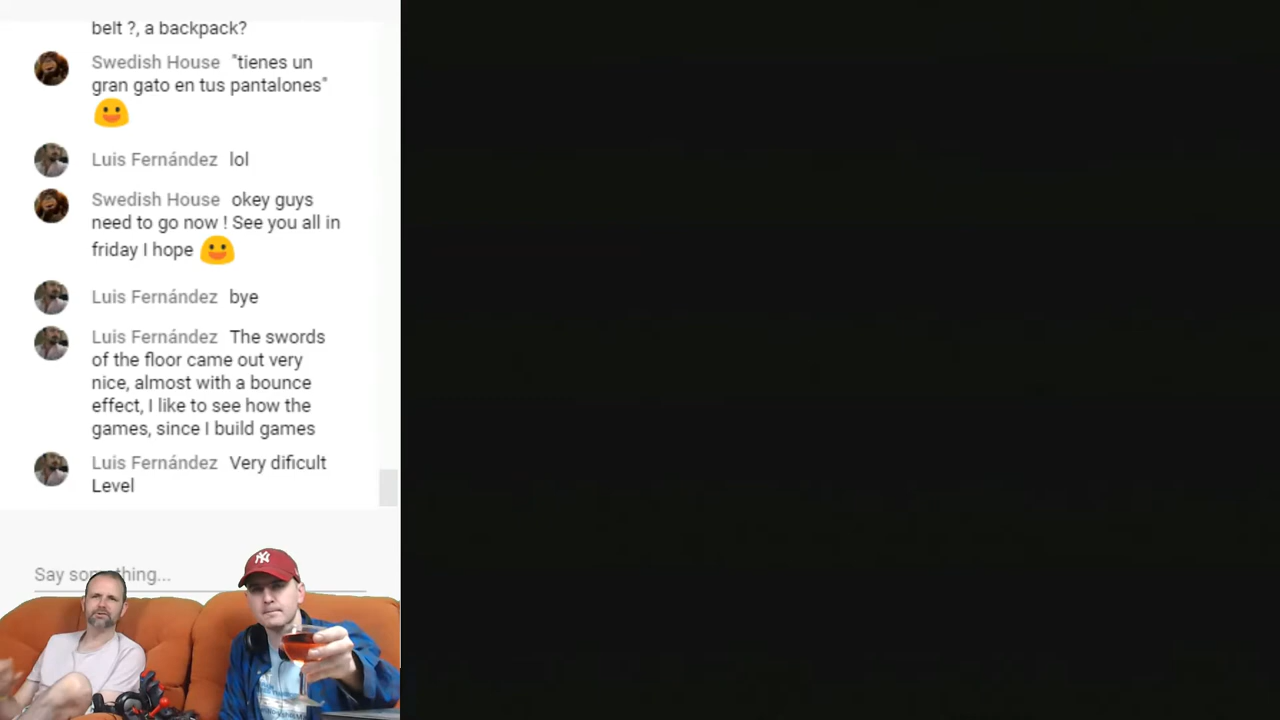 belt ?, a backpack?
Swedish House "tienes un
gran gato en tus pantalones"
Luis Fernández lol
Swedish House okey guys
need to go now ! See you all in
friday I hope
Luis Fernández bye
Luis Fernández The swords
of the floor came out very
nice, almost with a bounce
effect, I like to see how the
games, since I build games
Luis Fernández Very dificult
Level
Say something...
NY